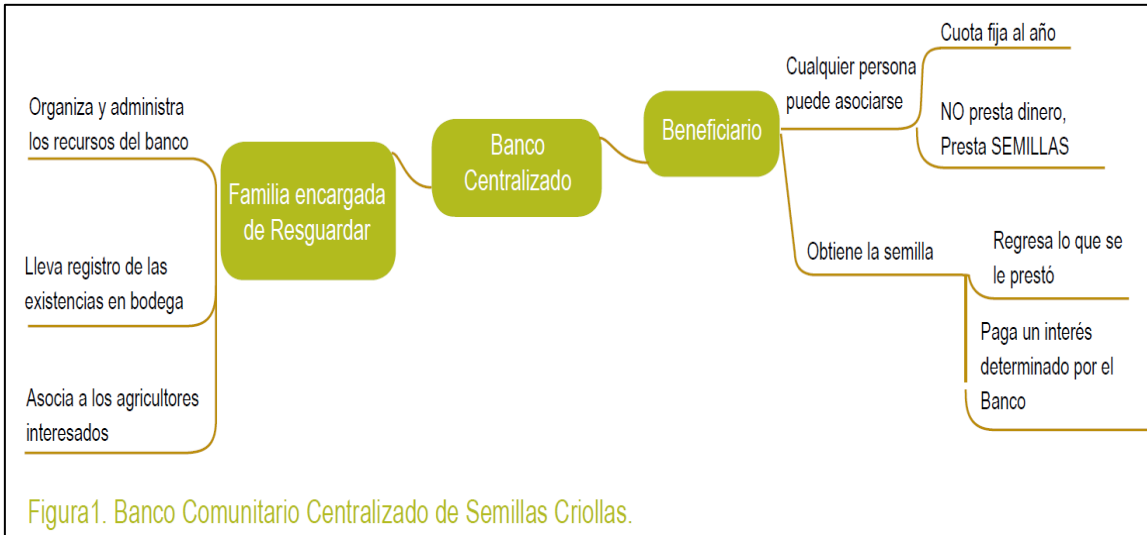 Organiza y administra
los recursos del banco
Lleva registro de las
existencias en bodega
Asocia a los agricultores
interesados
Familia encargada
de Resguardar
Banco
Centralizado
Beneficiario
Cualquier persona
puede asociarse
Cuota fija al año
NO presta dinero,
Presta SEMILLAS
Obtiene la semilla
Regresa lo que se
le prestó
Paga un interés
determinado por el
Banco
Figura1. Banco Comunitario Centralizado de Semillas Criollas.